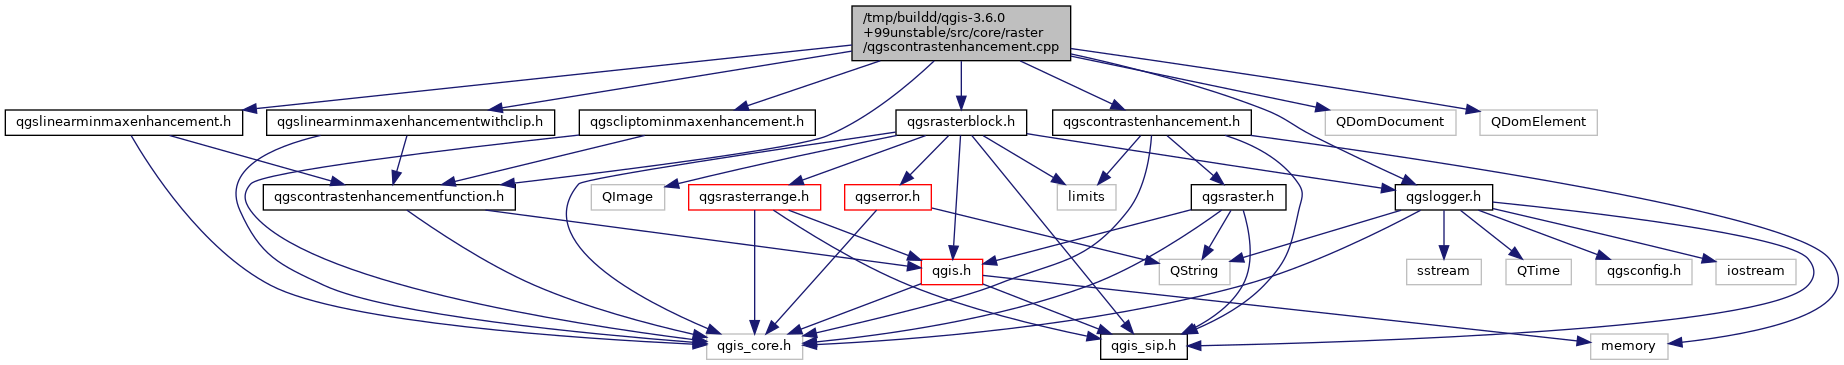 /tmp/buildd/qgis-3.6.0
+99unstable/src/core/raster
/qgscontrastenhancement.cpp
qgslinearminmaxenhancement.h
qgslinearminmaxenhancementwithclip.h
qgscliptominmaxenhancement.h
qgsrasterblock.h
qgscontrastenhancement.h
QDomDocument
QDomElement
qgscontrastenhancementfunction.h
QImage
qgsrasterrange.h
qgserror.h
limits
qgsraster.h
qgslogger.h
qgis.h
QString
sstream
QTime
qgsconfig.h
iostream
qgis_core.h
qgis_sip.h
memory